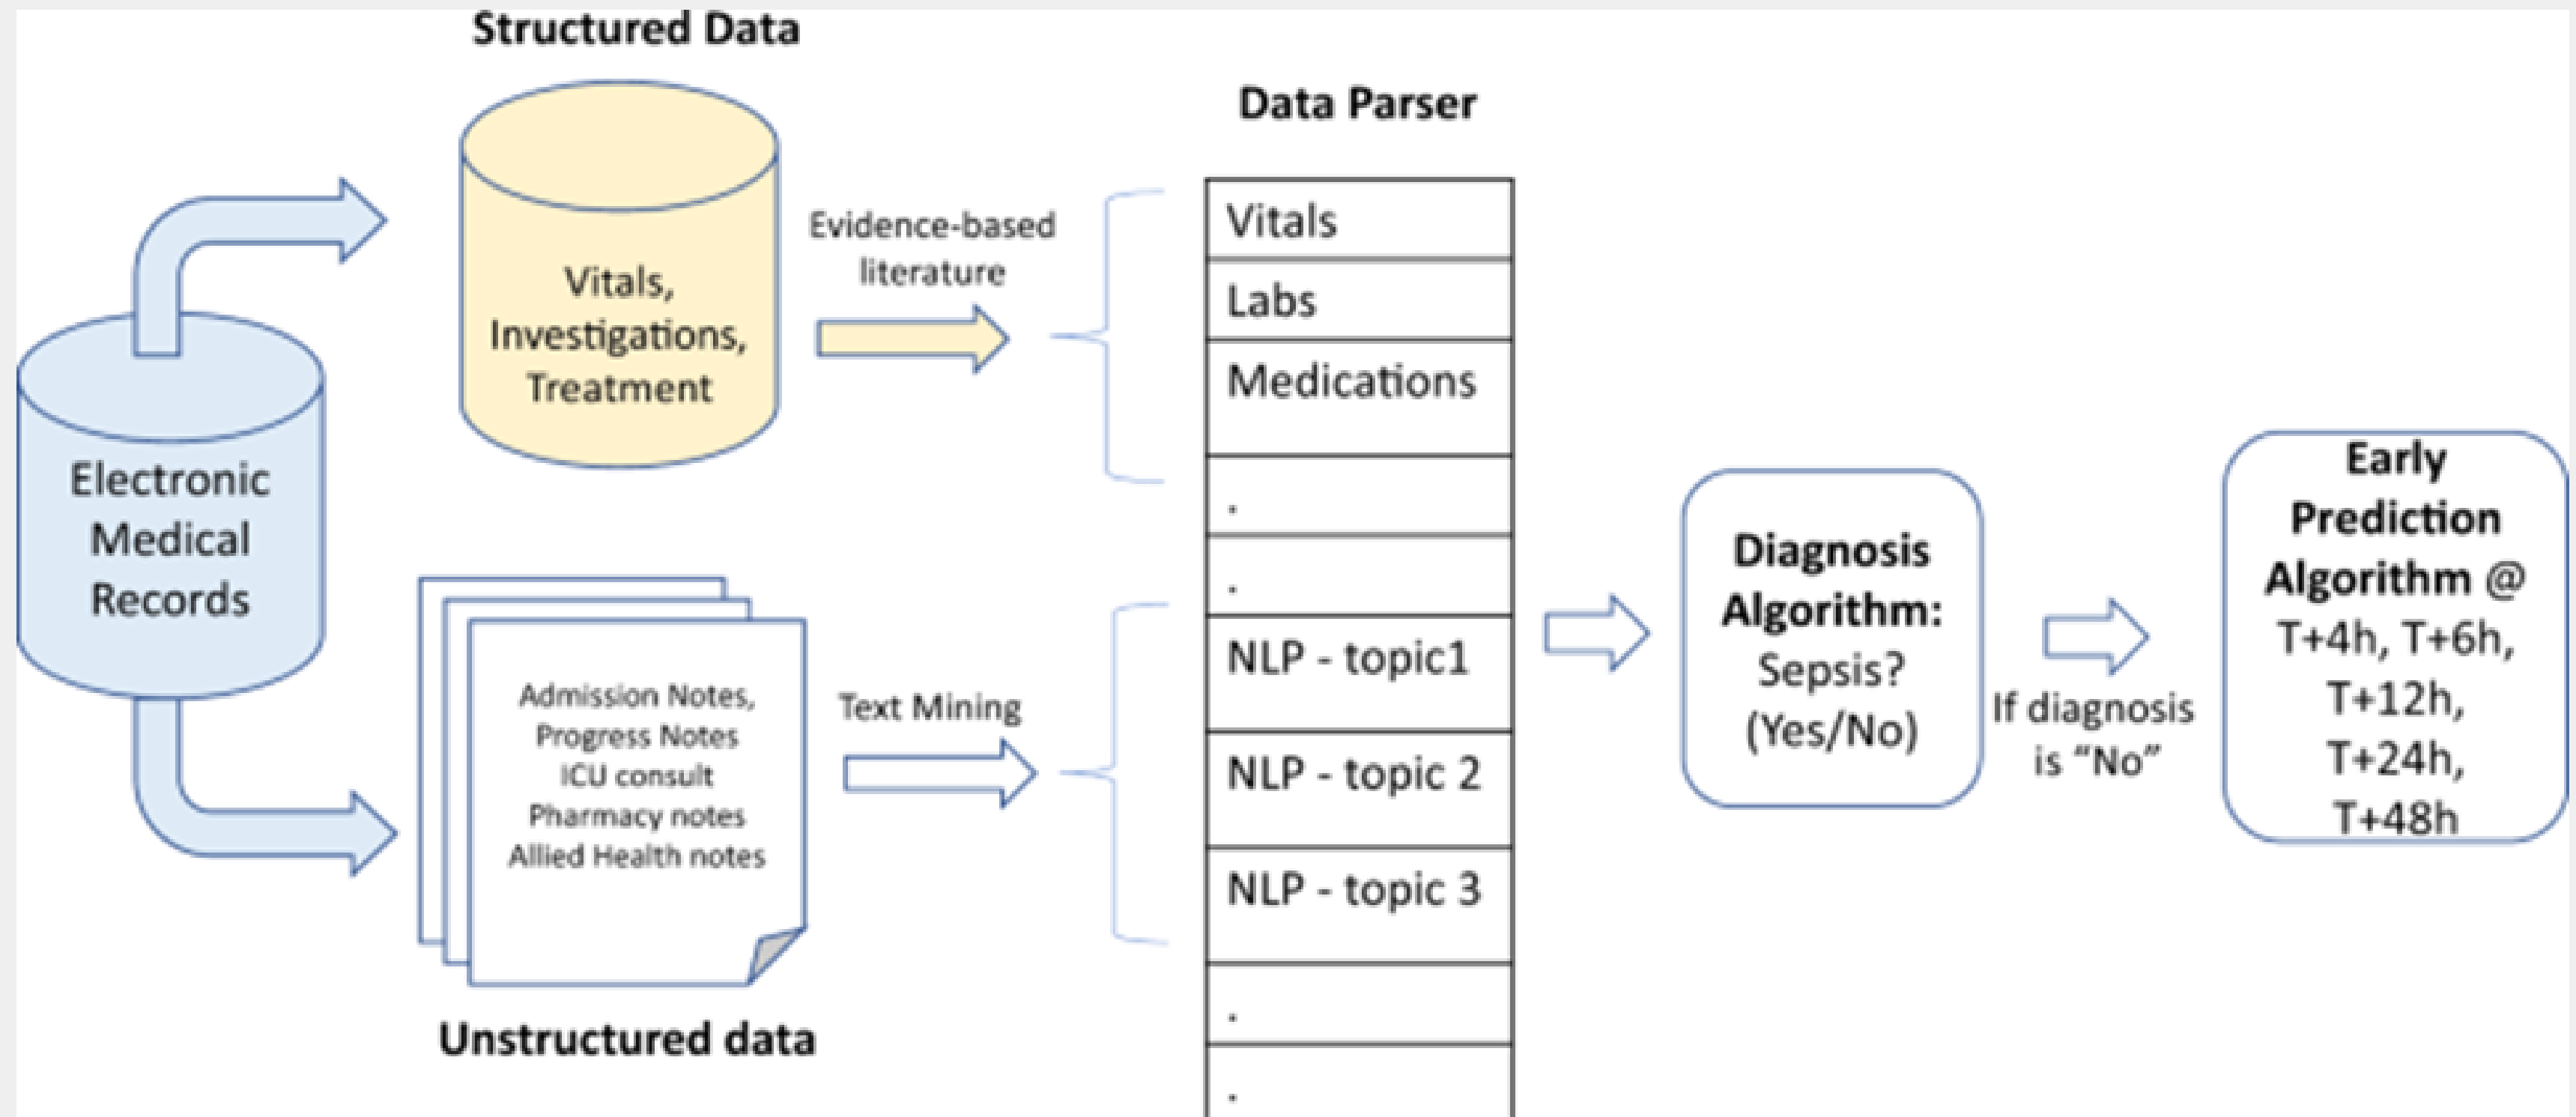 Structured Data
Vitals,
Investigations,
Treatment
Electronic
Medical
Records
Admission Notes,
Progress Notes
ICU consult
Pharmacy notes
Allied Health notes
Unstructured data
Evidence-based
literature
Text Mining
Data Parser
Vitals
Labs
Medications
.
.
NLP - topic1
NLP - topic 2
NLP - topic 3
.
.
Diagnosis
Algorithm:
Sepsis?
(Yes/No)
If diagnosis
is “No”
Early
Prediction
Algorithm @
T+4h, T+6h,
T+12h,
T+24h,
T+48h